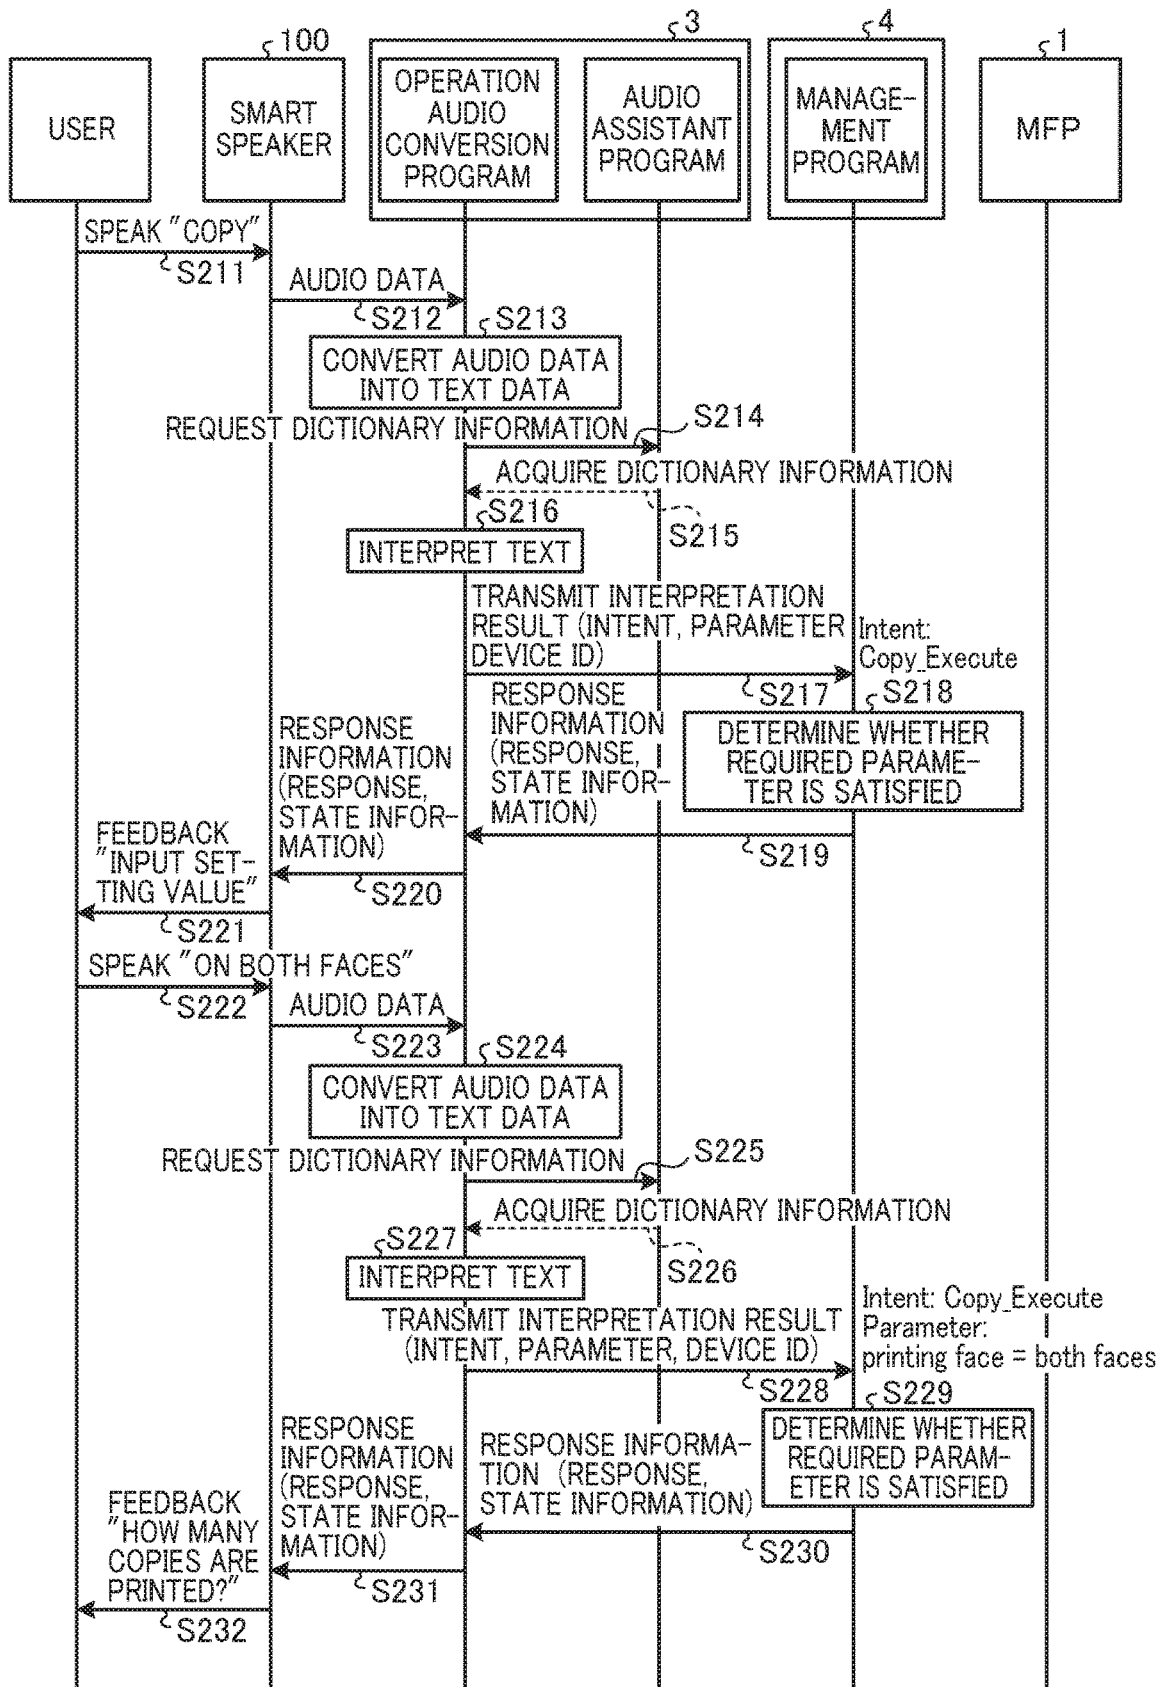 3
4
1
100
USER
SMART
SPEAKER
OPERATION
AUDIO
CONVERSION
PROGRAM
AUDIO
ASSISTANT
PROGRAM
MANAGE-
MENT
PROGRAM
MFP
SPEAK "COPY"
S211
AUDIO DATA
S212
S213
CONVERT AUDIO DATA
INTO TEXT DATA
REQUEST DICTIONARY INFORMATION
S214
ACQUIRE DICTIONARY INFORMATION
S215
S216
INTERPRET TEXT
TRANSMIT INTERPRETATION
RESULT (INTENT, PARAMETER
DEVICE ID)
Intent:
Copy_Execute
S217
S218
DETERMINE WHETHER
REQUIRED PARAME-
TER IS SATISFIED
RESPONSE
INFORMATION
(RESPONSE,
STATE INFOR-
MATION)
S219
RESPONSE
INFORMATION
(RESPONSE,
STATE INFOR-
MATION)
S220
FEEDBACK
"INPUT SET-
TING VALUE"
S221
SPEAK "ON BOTH FACES"
S222
AUDIO DATA
S223
S224
CONVERT AUDIO DATA
INTO TEXT DATA
REQUEST DICTIONARY INFORMATION
S225
ACQUIRE DICTIONARY INFORMATION
S226
S227
INTERPRET TEXT
TRANSMIT INTERPRETATION RESULT
(INTENT, PARAMETER, DEVICE ID)
Intent: Copy_Execute
Parameter:
printing face = both faces
S228
S229
DETERMINE WHETHER
REQUIRED PARAM-
ETER IS SATISFIED
RESPONSE INFORMA-
TION (RESPONSE,
STATE INFORMATION)
S230
RESPONSE
INFORMATION
(RESPONSE,
STATE INFOR-
MATION)
S231
FEEDBACK
"HOW MANY
COPIES ARE
PRINTED?"
S232